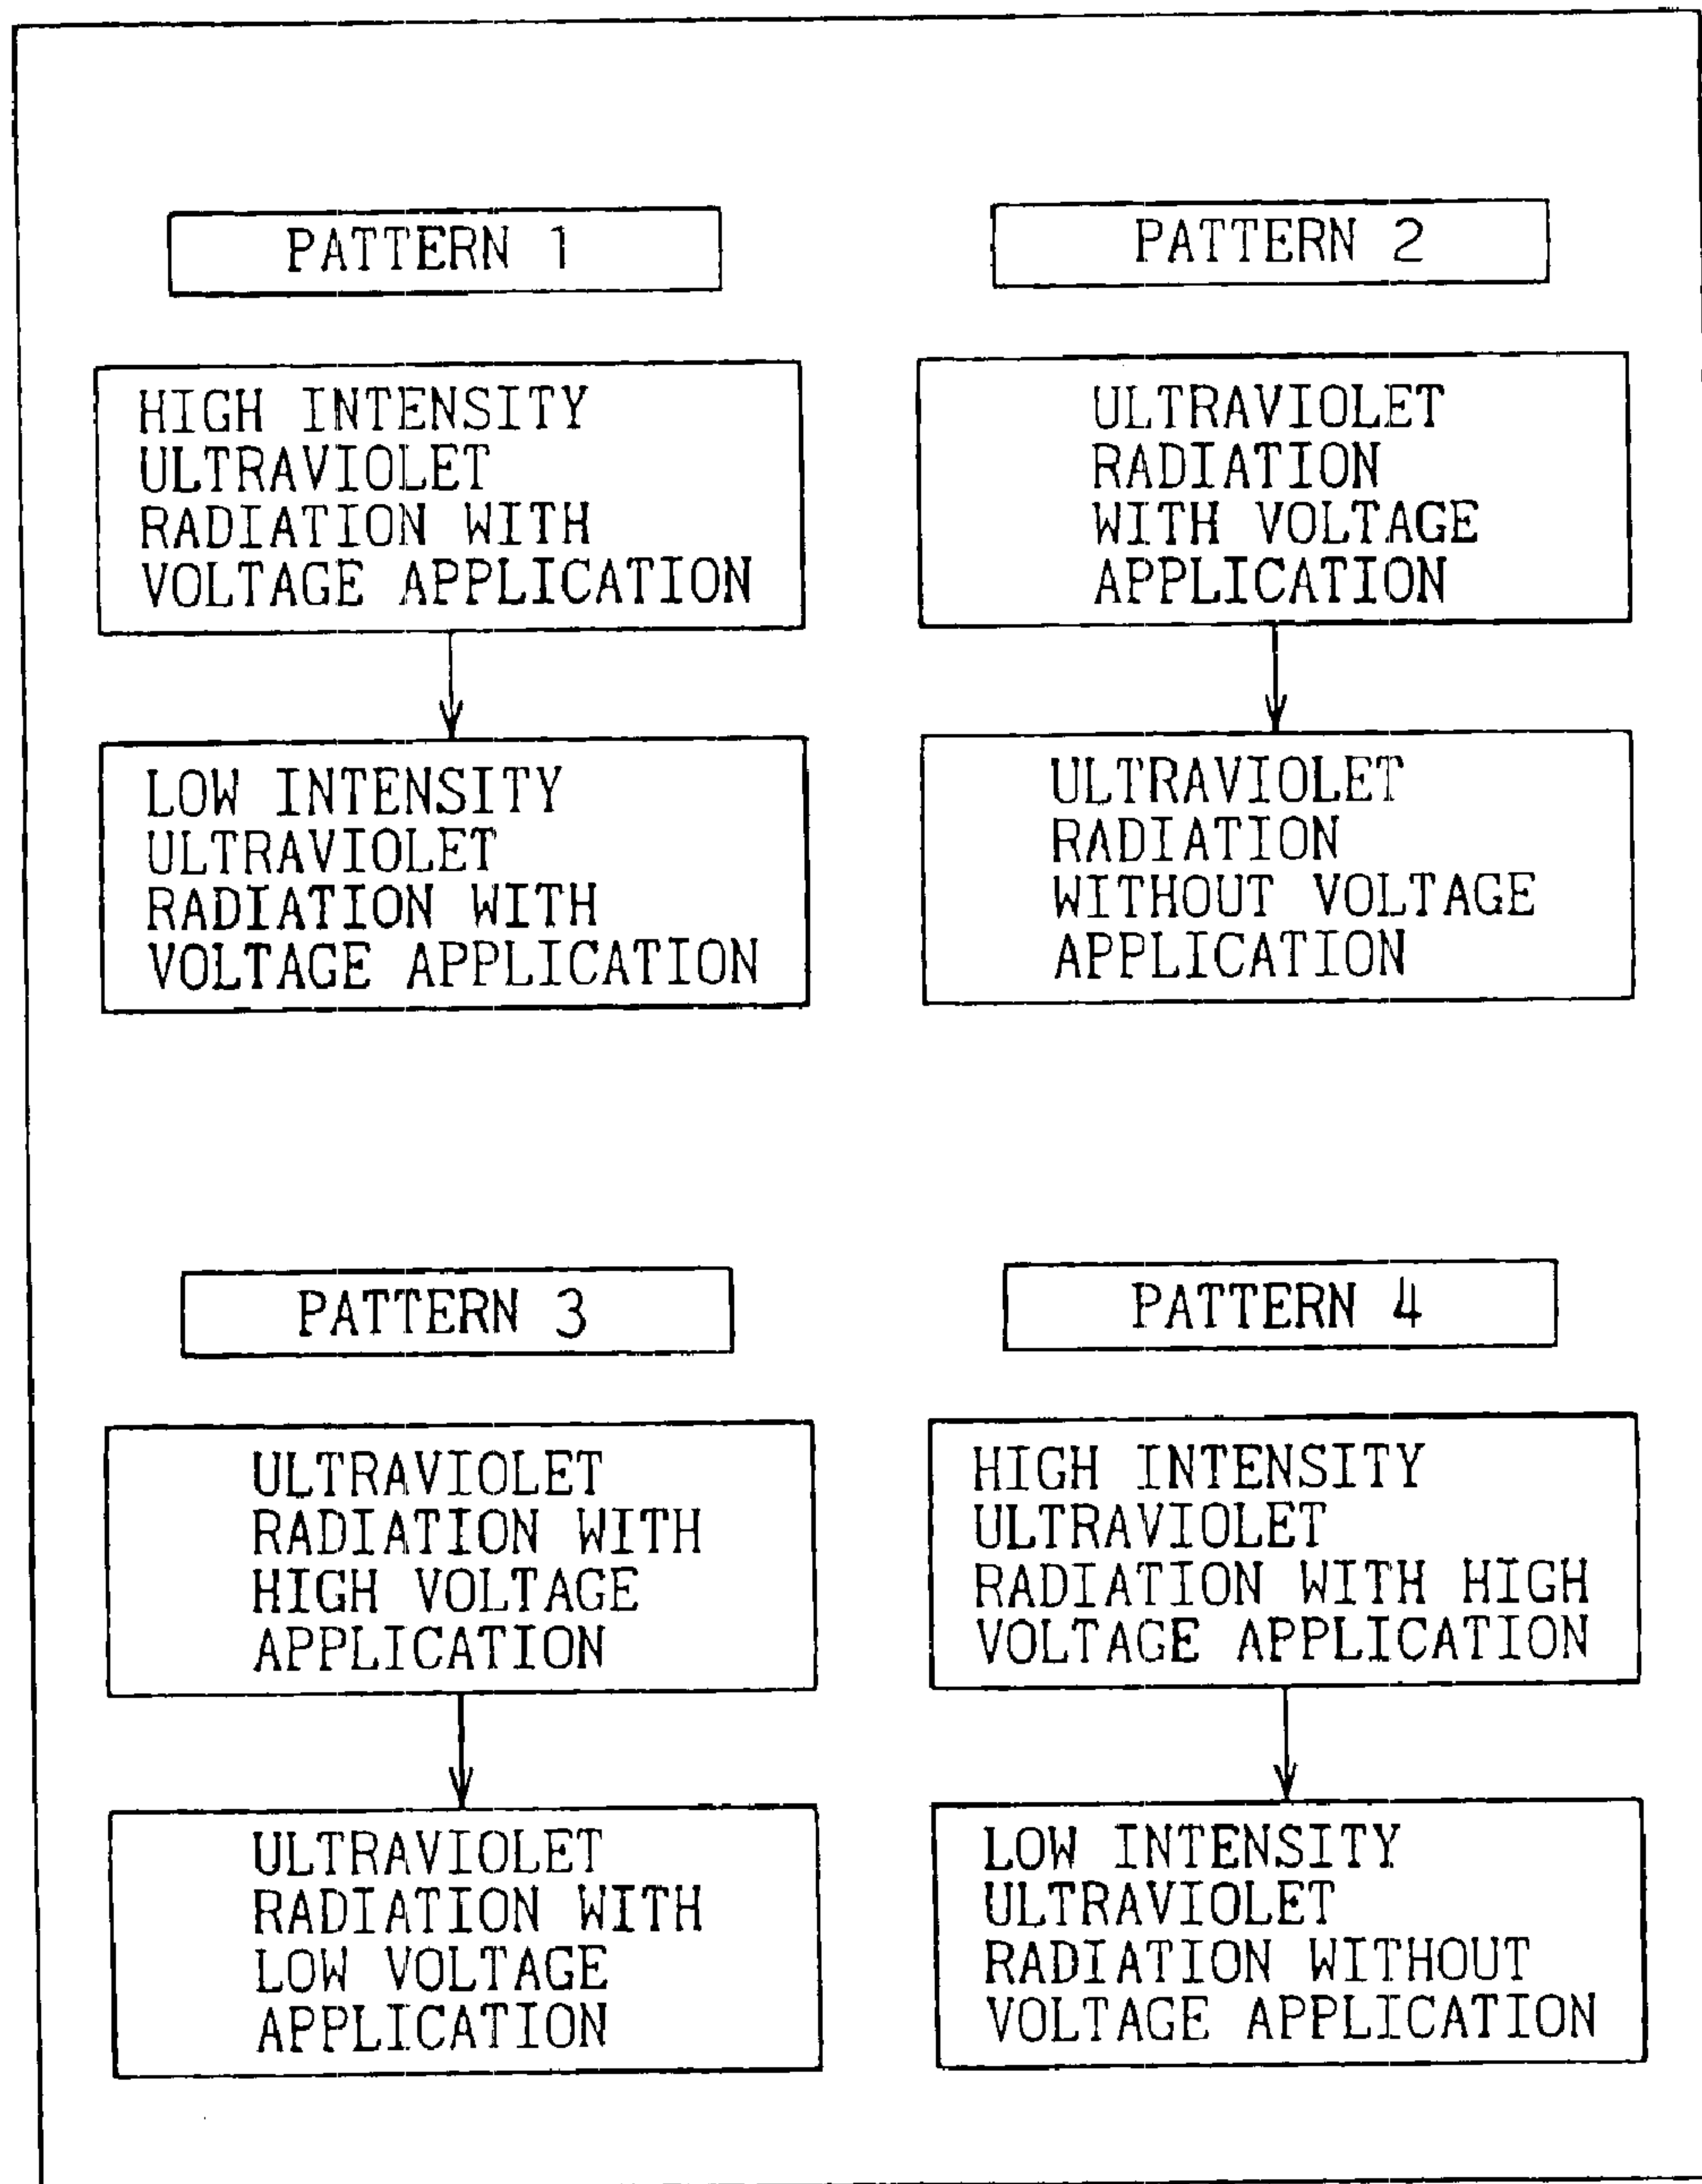 PATTERN 1
HIGH INTENSITY
ULTRAVIOLET
RADIATION WITH
VOLTAGE APPLICATION
LOW INTENSITY
ULTRAVIOLET
RADIATION WITH
VOLTAGE APPLICATION
PATTERN 2
ULTRAVIOLET
RADIATION
WITH VOLTAGE
APPLICATION
ULTRAVIOLET
RADIATION
WITHOUT VOLTAGE
APPLICATION
PATTERN 3
ULTRAVIOLET
RADIATION WITH
HIGH VOLTAGE
APPLICATION
ULTRAVIOLET
RADIATION WITH
LOW VOLTAGE
APPLICATION
PATTERN 4
HIGH INTENSITY
ULTRAVIOLET
RADIATION WITH HIGH
VOLTAGE APPLICATION
LOW INTENSITY
ULTRAVIOLET
RADIATION WITHOUT
VOLTAGE APPLICATION